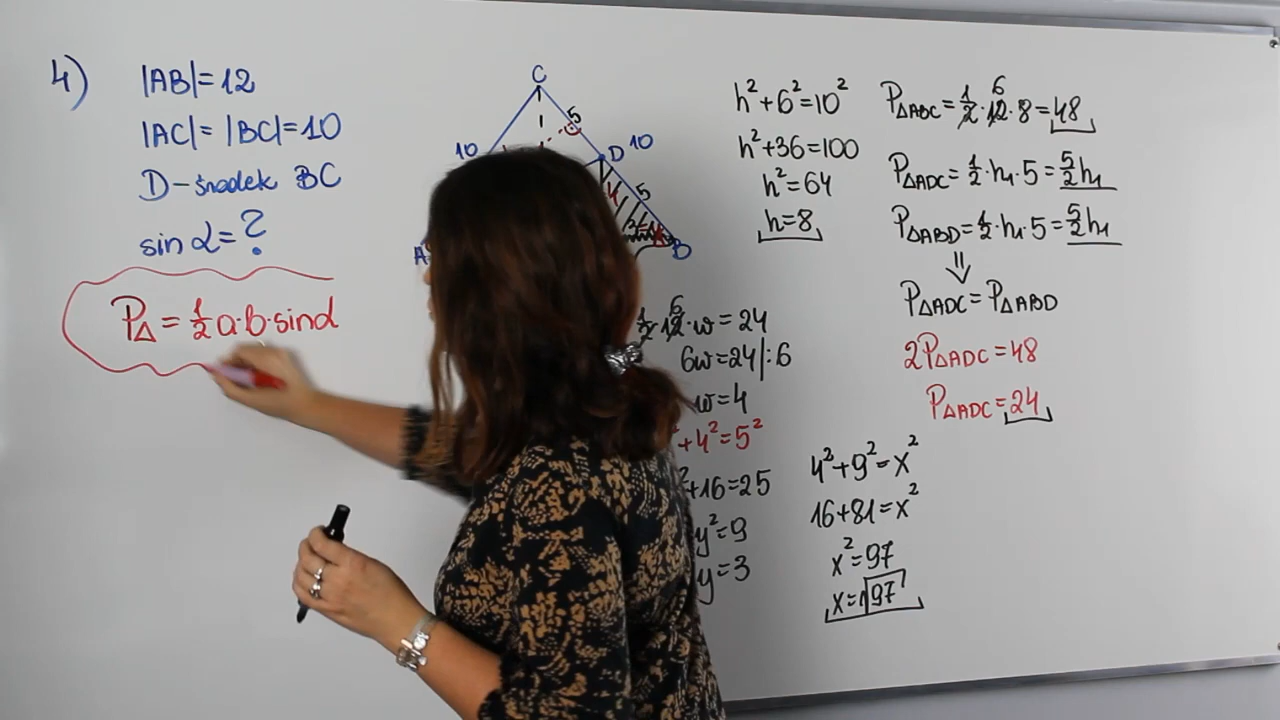 4)
|AB|=12
|AC|=|BC|=10
D-środek BC
sin α=?
P△ = 1/2 a·b·sin α
C
5
10
D
10
5
A
B
h²+6²=10²
h²+36=100
h²=64
h=8
P△ABC = 1/2 · 12 · 8 = 48
6
P△ADC = 1/2 · h₁ · 5 = 5/2 h₁
P△ABD = 1/2 · h₁ · 5 = 5/2 h₁
⇓
P△ADC = P△ABD
2P△ADC = 48
P△ADC = 24
6
1/2 · 12 · w = 24
6w=24|:6
w=4
+4²=5²
+16=25
y²=9
y=3
4²+9²=x²
16+81=x²
x²=97
x=√97